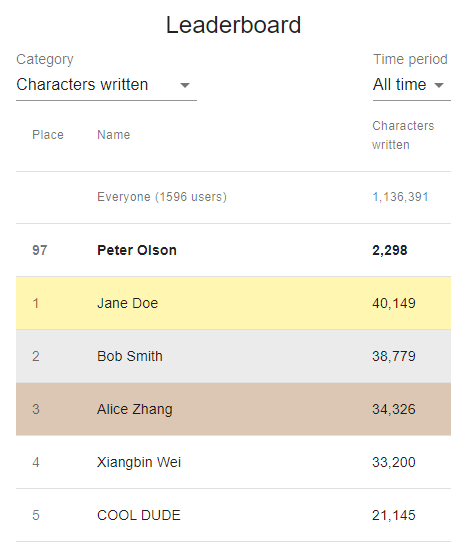 Leaderboard
Category Time period
Characters written All time
Place Name Characters written
Everyone (1596 users) 1,136,391
97 Peter Olson 2,298
1 Jane Doe 40,149
2 Bob Smith 38,779
3 Alice Zhang 34,326
4 Xiangbin Wei 33,200
5 COOL DUDE 21,145